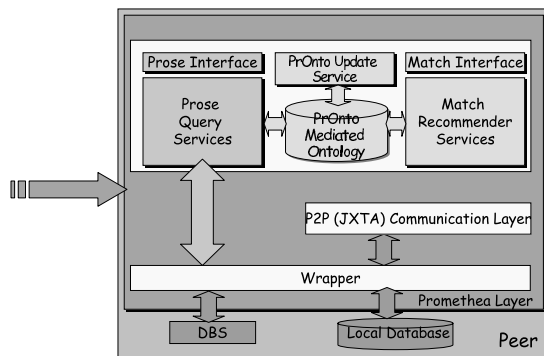 Prose Interface
PrOnto Update
Service
Match Interface
Prose
Query
Services
PrOnto
Mediated
Ontology
Match
Recommender
Services
P2P (JXTA) Communication Layer
Wrapper
Promethea Layer
DBS
Local Database
Peer